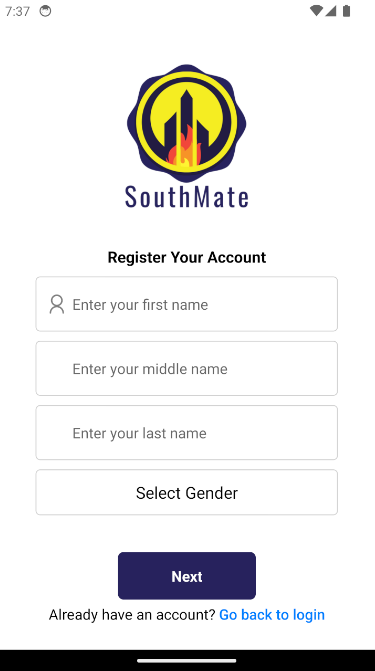 7:37
SouthMate
Register Your Account
Enter your first name
Enter your middle name
Enter your last name
Select Gender
Next
Already have an account? Go back to login